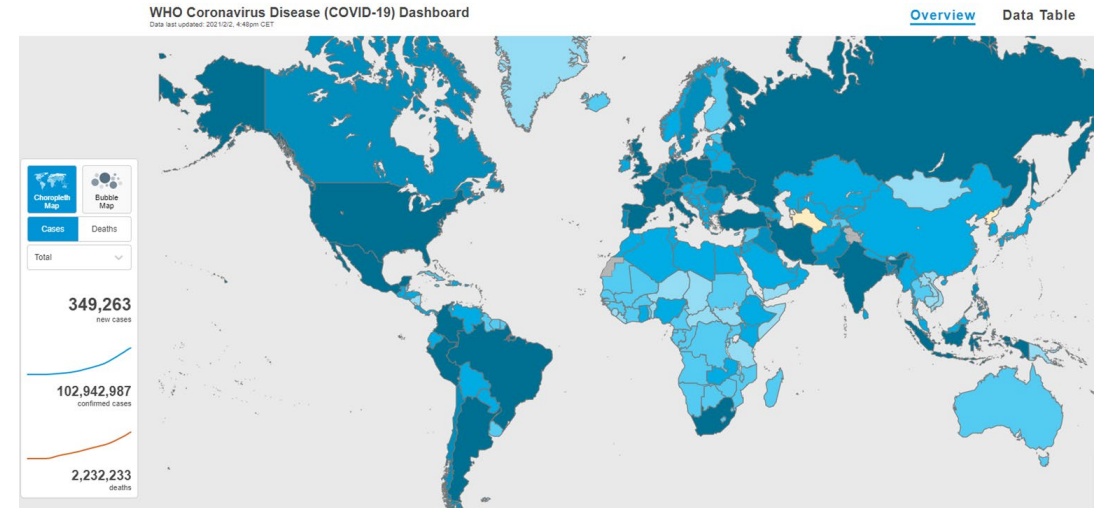 WHO Coronavirus Disease (COVID-19) Dashboard
Data last updated: 2021/2/2, 4:48pm CET
Overview
Data Table
Choropleth
Map
Bubble
Map
Cases
Deaths
Total
349,263
new cases
102,942,987
confirmed cases
2,232,233
deaths